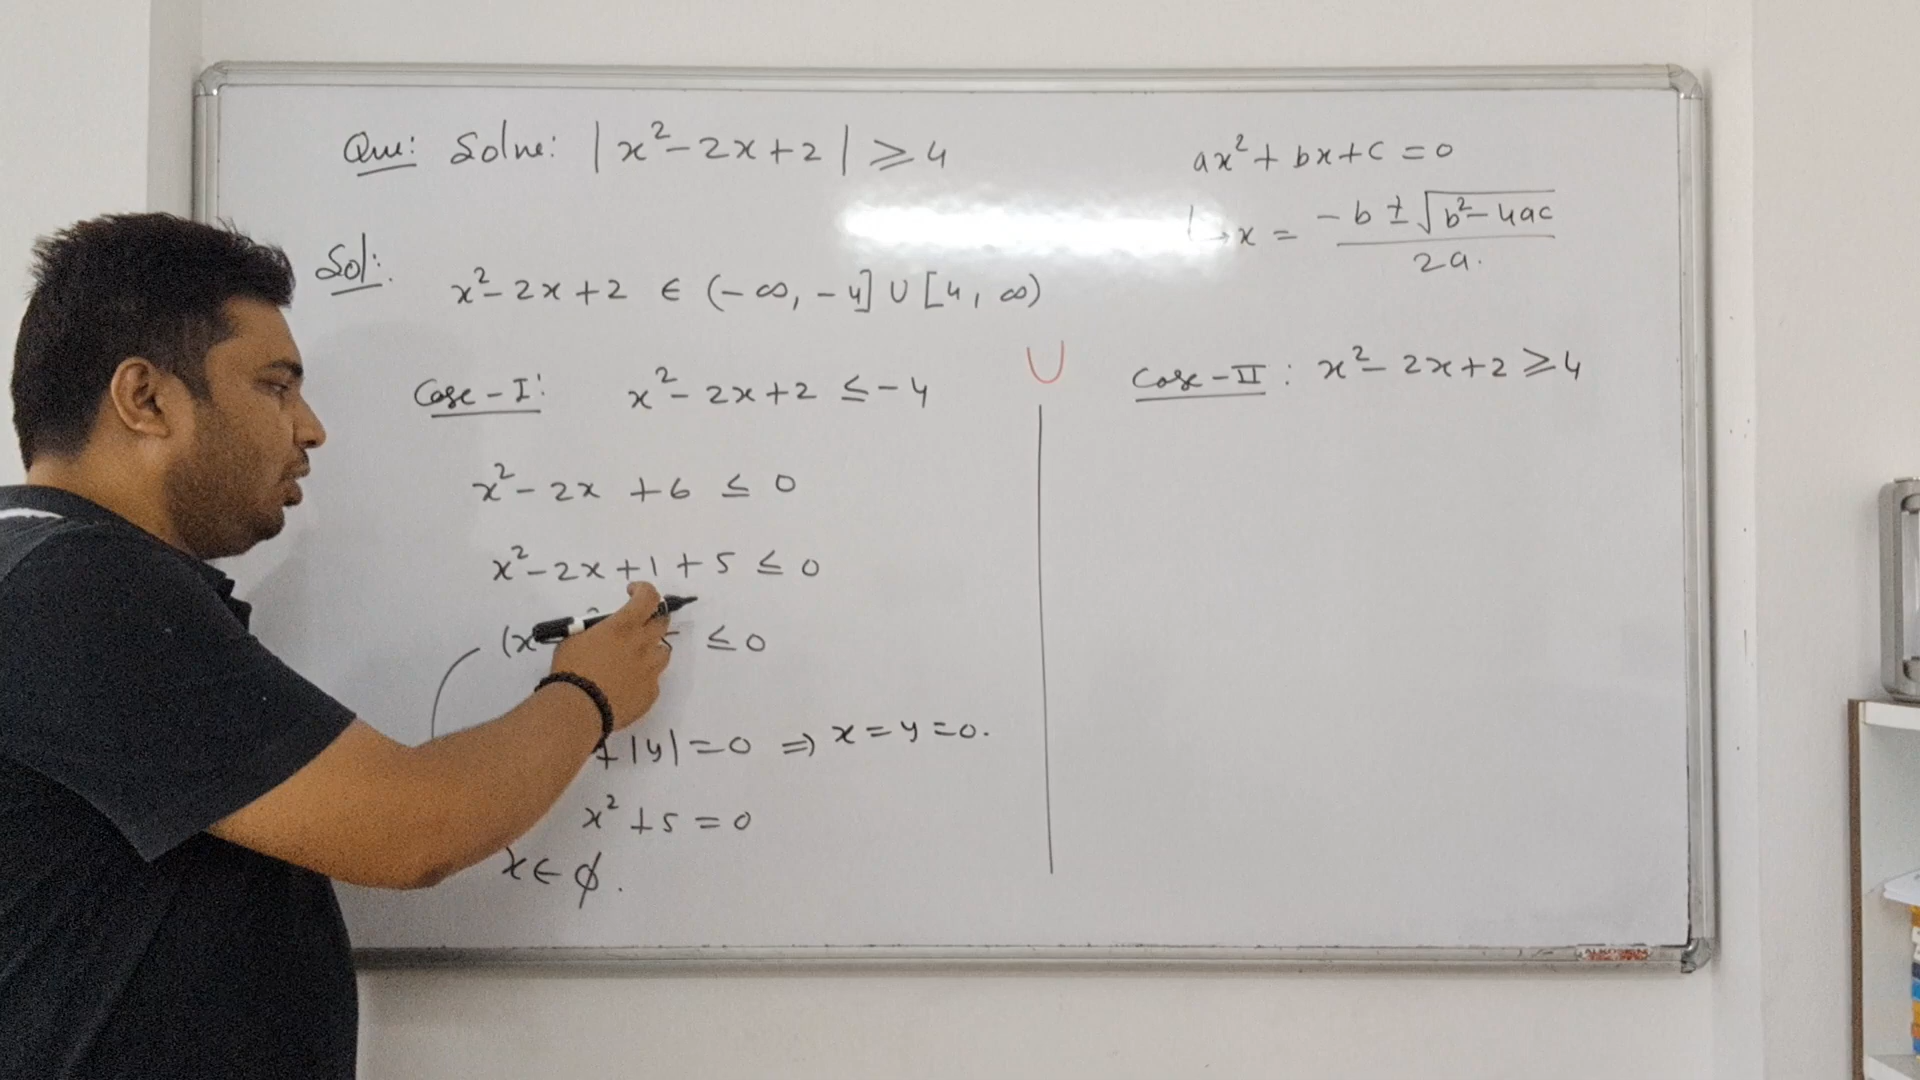 Que: Solve: |x²-2x+2| ≥ 4
ax²+bx+c=0
x = -b±√b²-4ac
2a.
Sol:
x²-2x+2 ∈ (-∞, -4] ∪ [4, ∞)
Case-I: x²-2x+2 ≤ -4
x²-2x+6 ≤ 0
x²-2x+1+5 ≤ 0
(x 5 ≤ 0
+|y|=0 ⇒ x=y=0.
x²+5=0
x∈ϕ.
∪
Case-II: x²-2x+2 ≥ 4